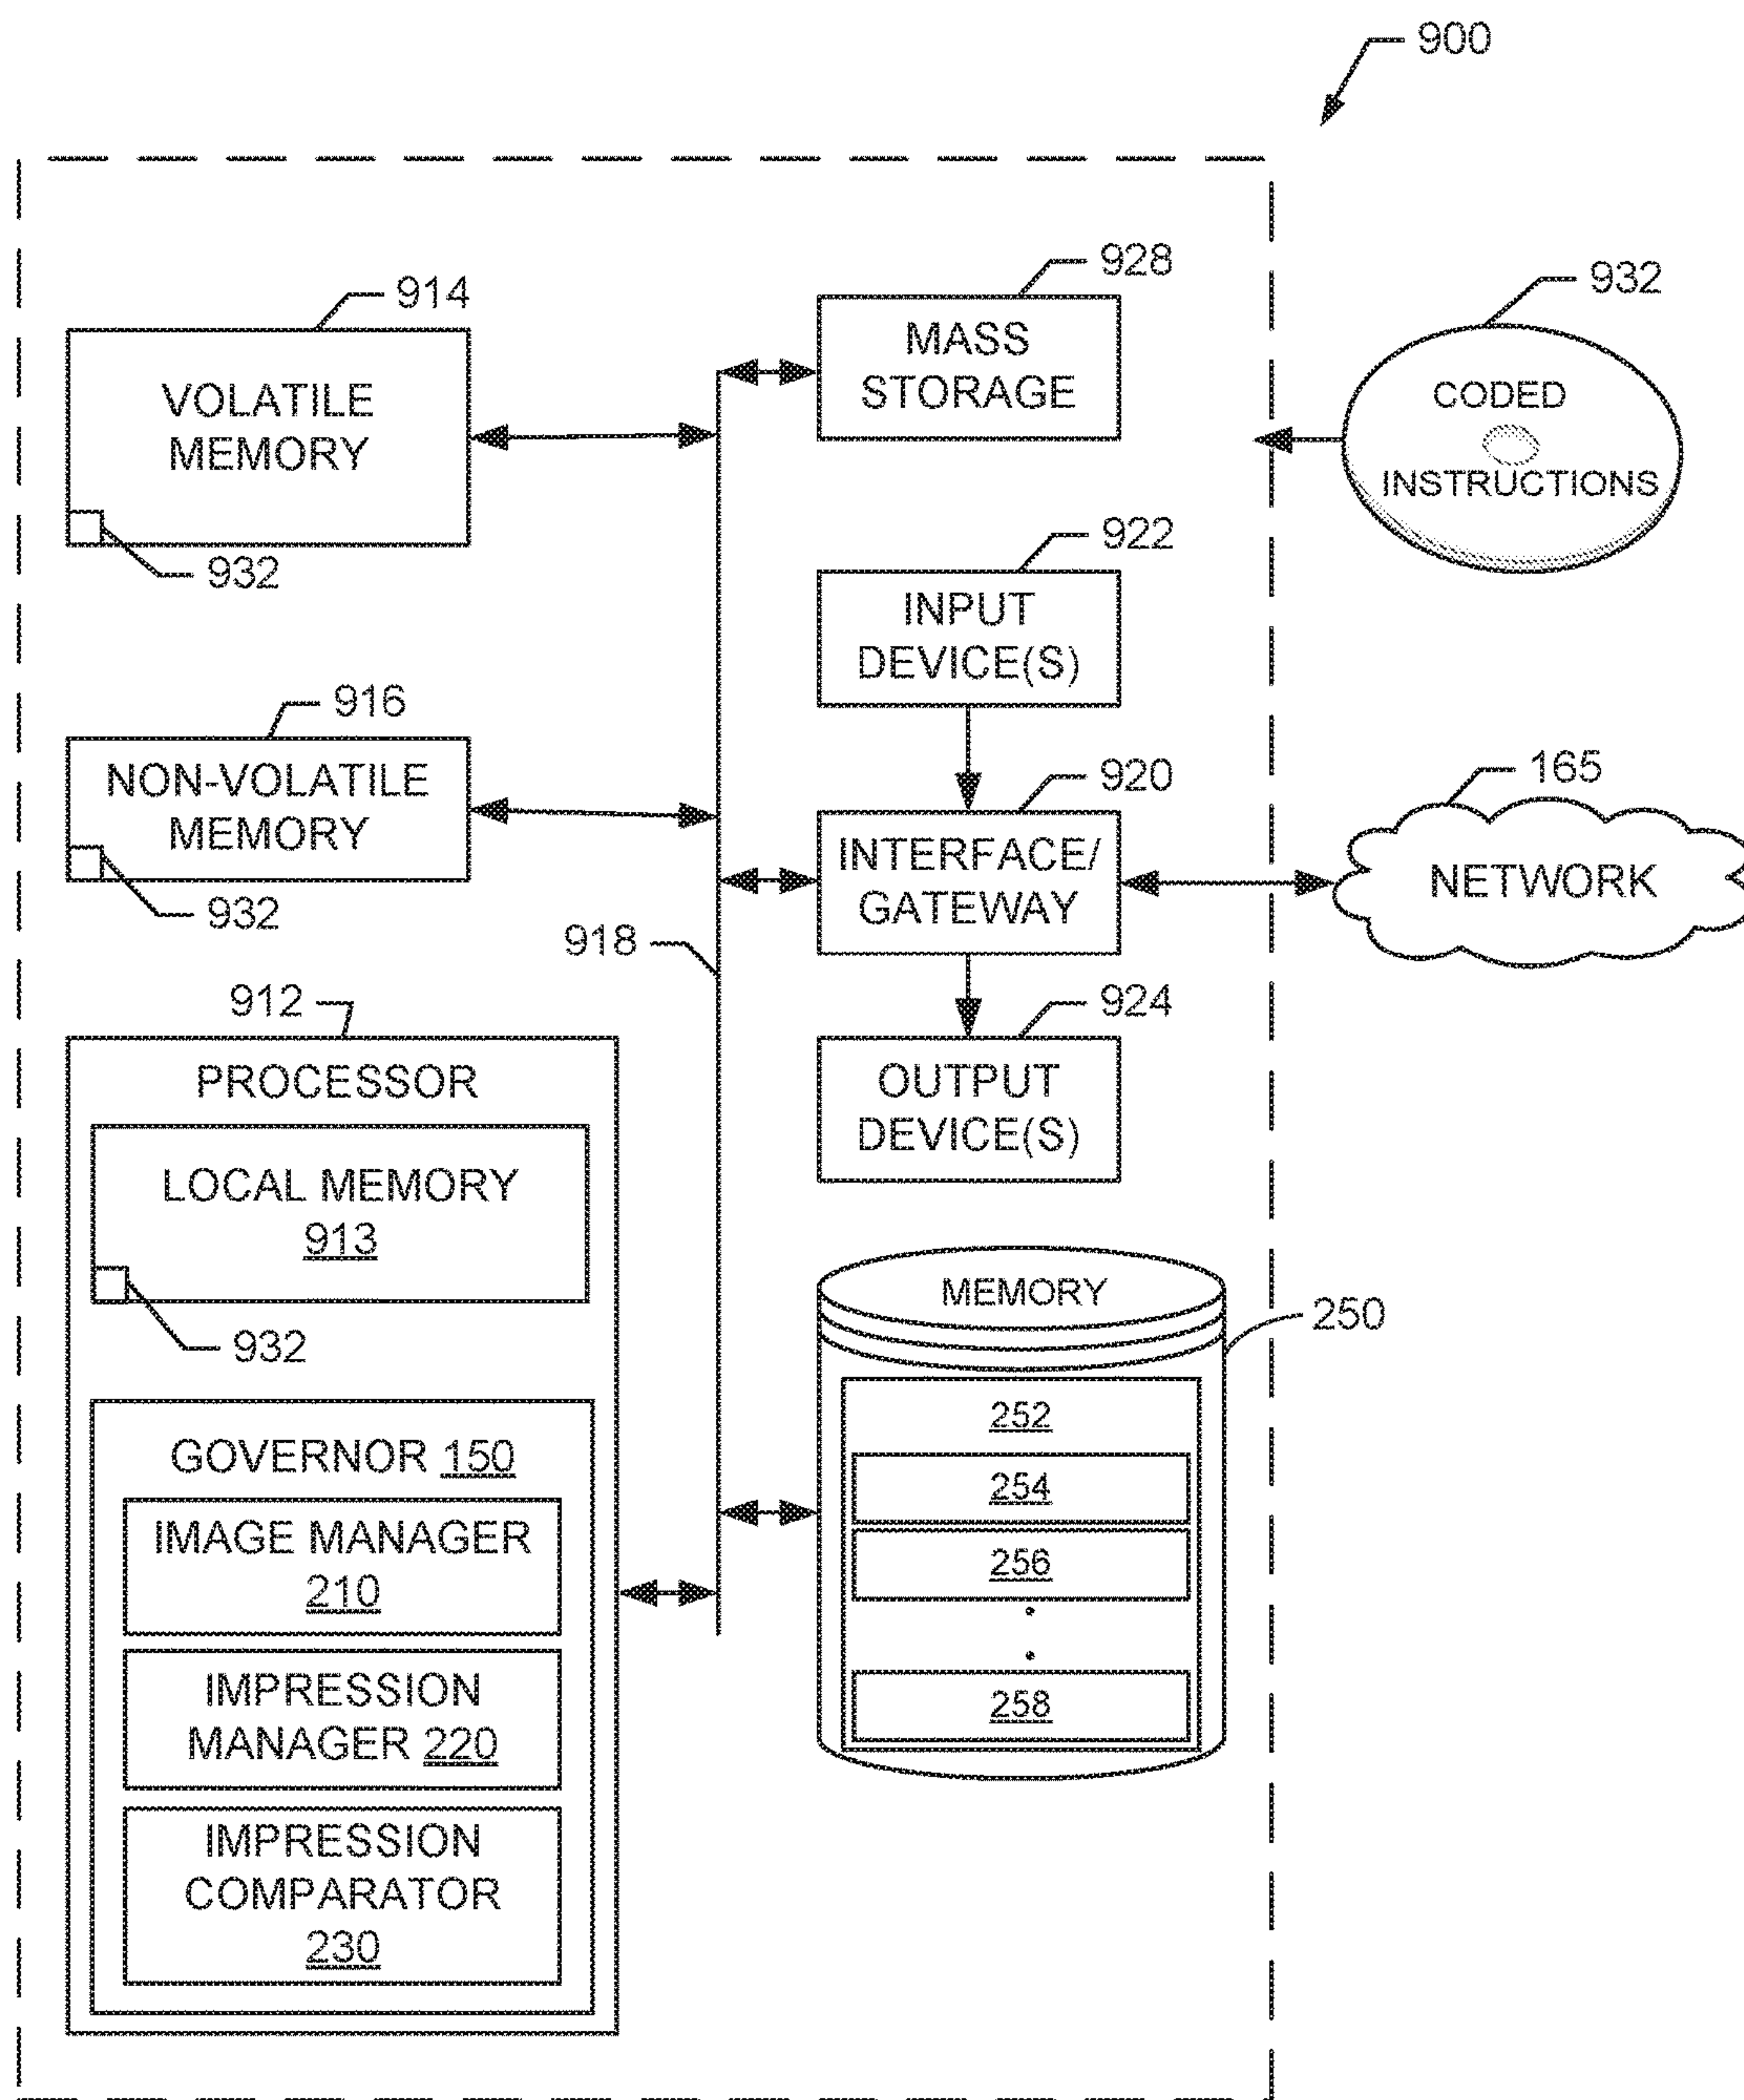 900
914
VOLATILE
MEMORY
932
928
MASS
STORAGE
932
CODED
INSTRUCTIONS
922
INPUT
DEVICE(S)
916
NON-VOLATILE
MEMORY
932
920
INTERFACE/
GATEWAY
165
NETWORK
918
924
OUTPUT
DEVICE(S)
912
PROCESSOR
LOCAL MEMORY
913
932
GOVERNOR 150
IMAGE MANAGER
210
IMPRESSION
MANAGER 220
IMPRESSION
COMPARATOR
230
MEMORY
250
252
254
256
258